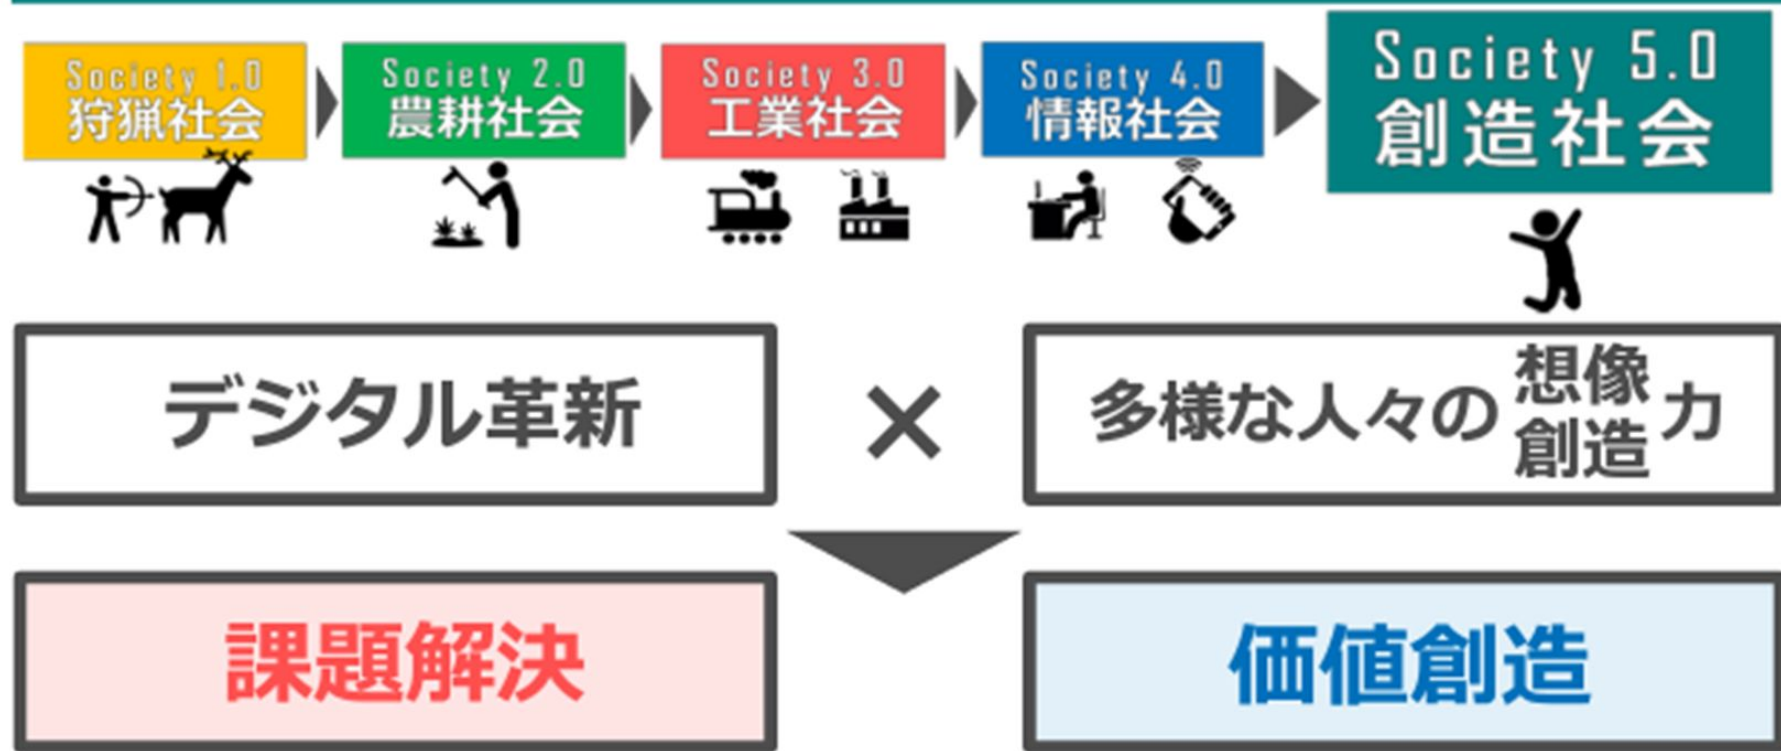 Society 1.0
狩猟社会
Society 2.0
農耕社会
Society 3.0
工業社会
Society 4.0
情報社会
Society 5.0
創造社会
デジタル革新
×
多様な人々の想像創造力
課題解決
価値創造